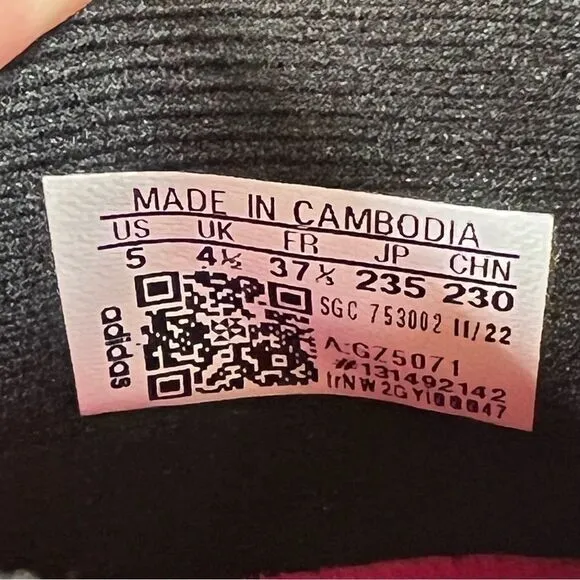 MADE IN CAMBODIA
US UK FR JP CHN
5 4½ 37⅓ 235 230
SGC 753002 11/22
A:GZ5071
#131492142
adidas